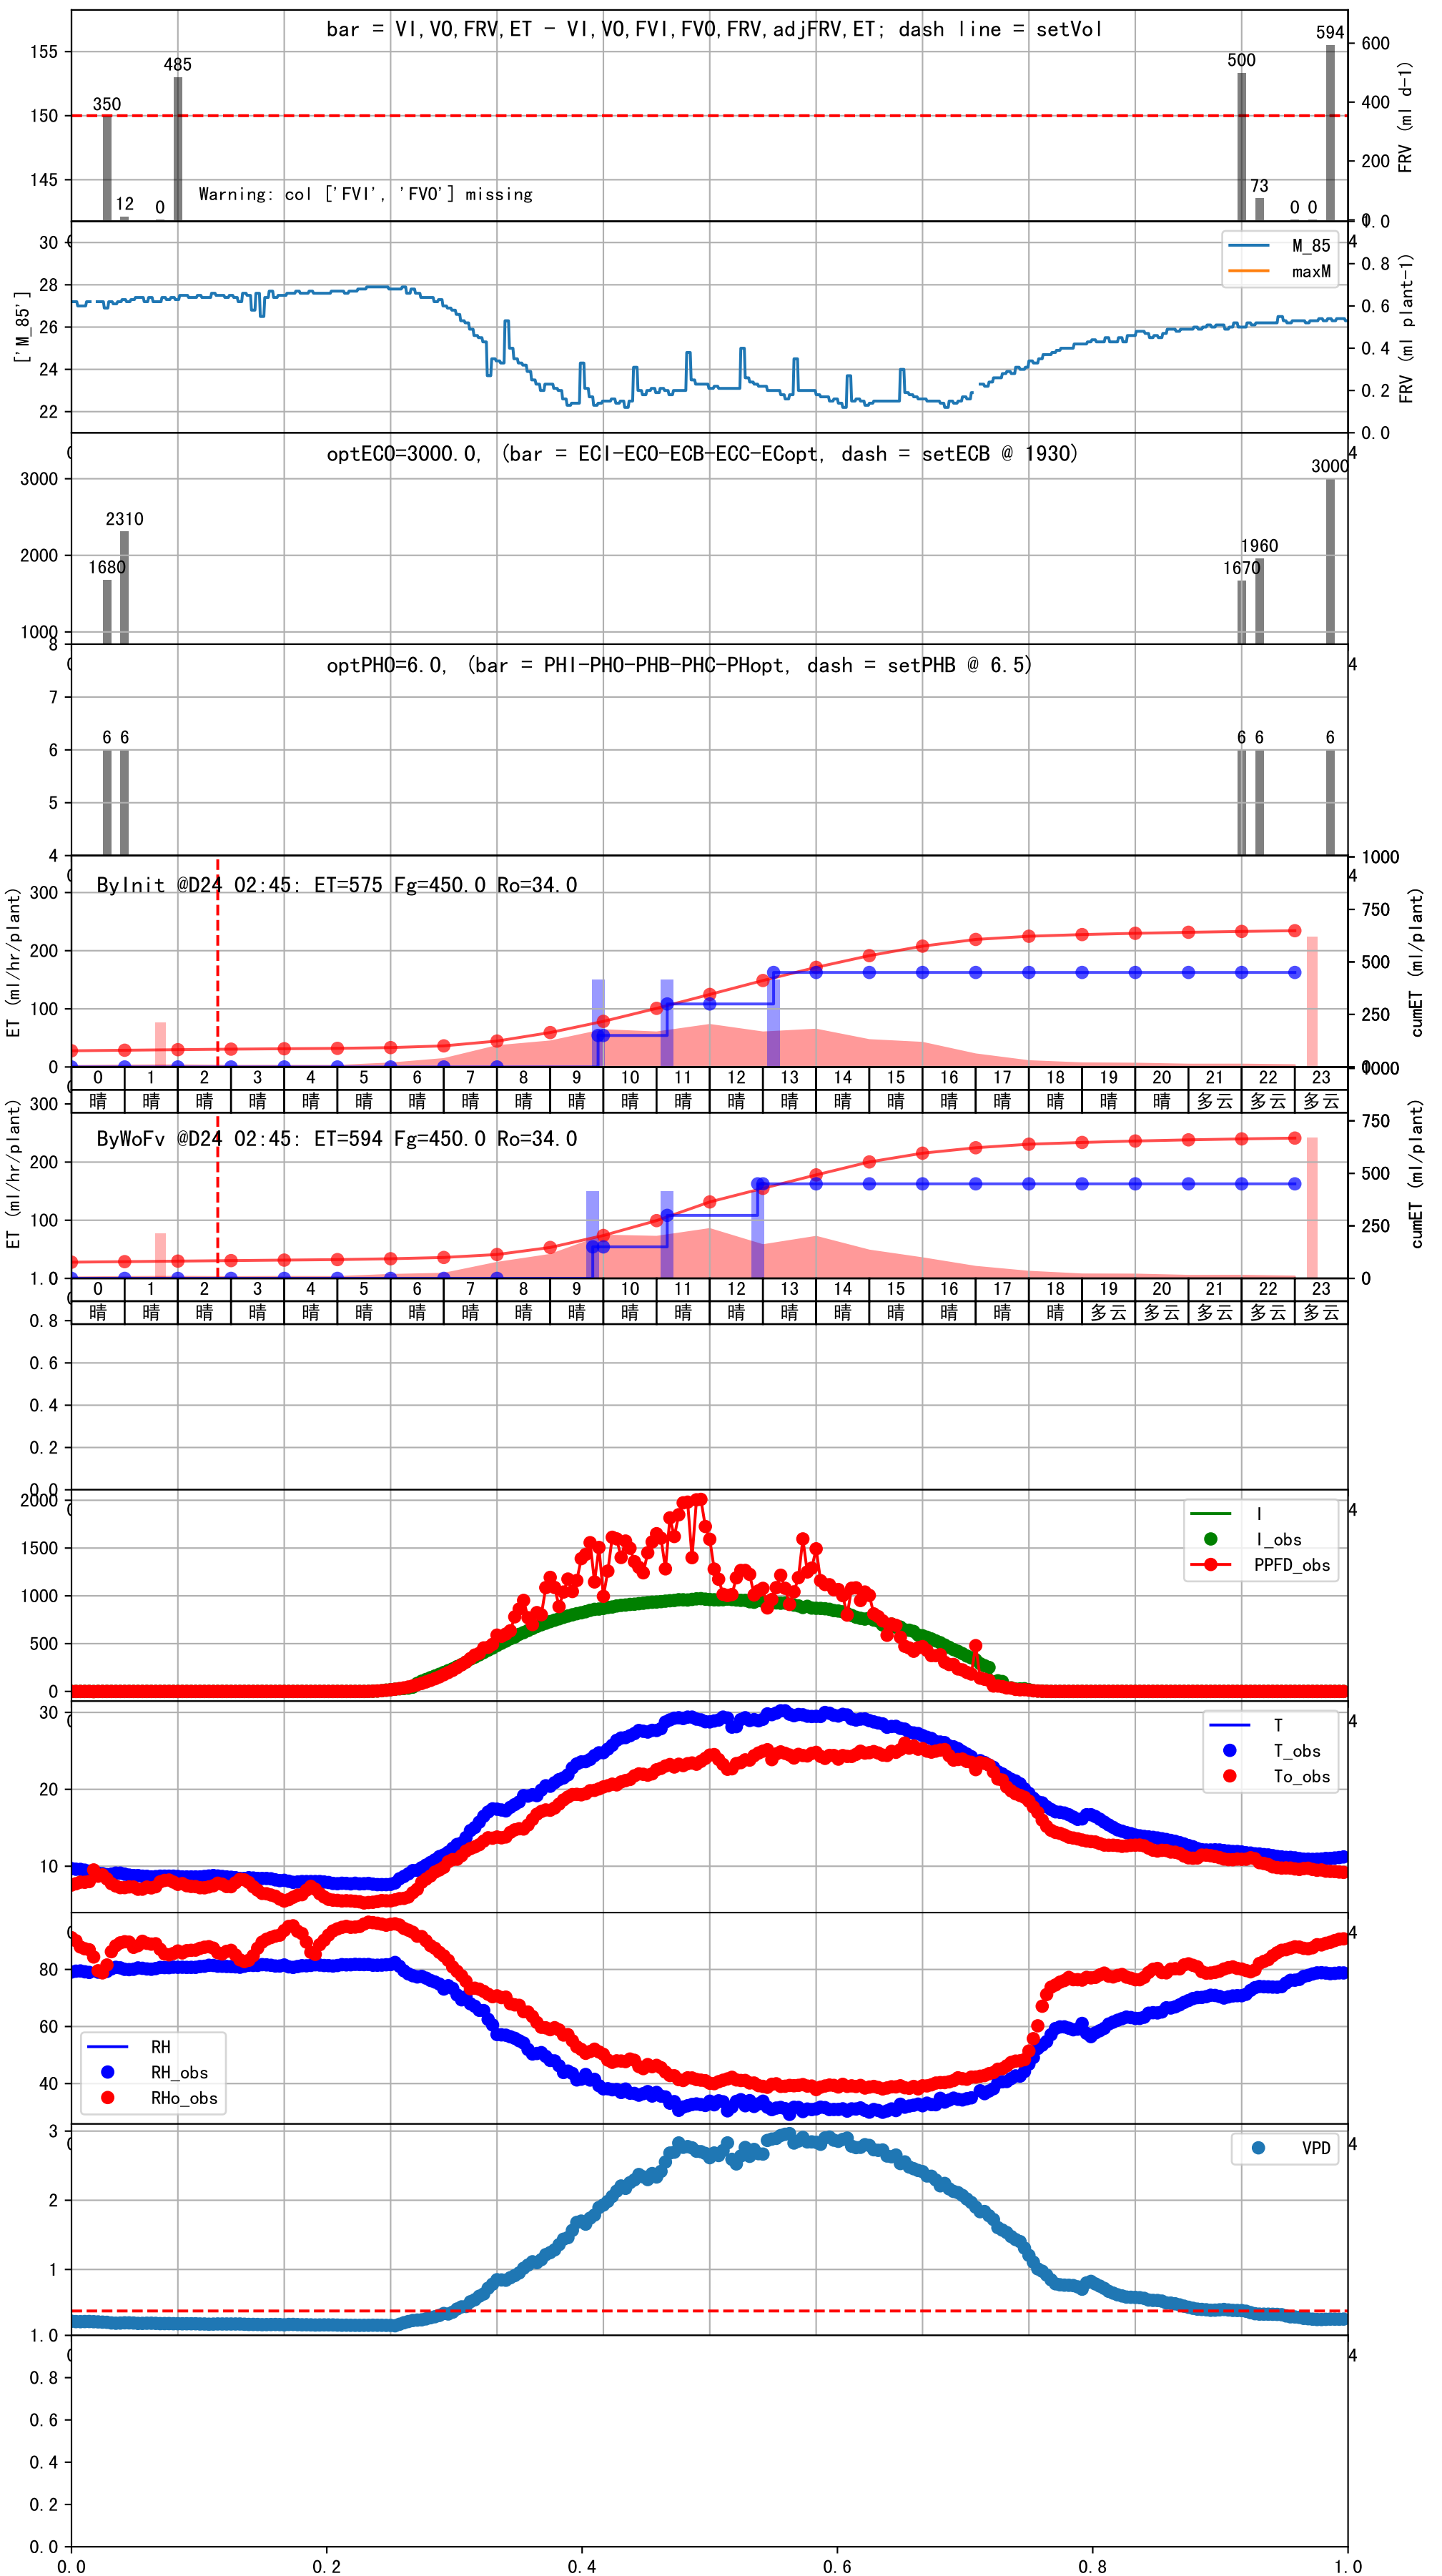 bar = VI,VO,FRV,ET - VI,VO,FVI,FVO,FRV,adjFRV,ET; dash line = setVol
155
150
145
350
12
0
485
500
73
0
0
594
Warning: col ['FVI', 'FVO'] missing
600
400
200
0
FRV (ml d-1)
30
28
26
24
22
['M_85']
M_85
maxM
1.0
0.8
0.6
0.4
0.2
0.0
FRV (ml plant-1)
optECO=3000.0, (bar = ECI-ECO-ECB-ECC-ECopt, dash = setECB @ 1930)
3000
2000
1000
1680
2310
1670
1960
3000
optPHO=6.0, (bar = PHI-PHO-PHB-PHC-PHopt, dash = setPHB @ 6.5)
8
7
6
5
4
6
6
6
6
6
ByInit @D24 02:45: ET=575 Fg=450.0 Ro=34.0
300
200
100
0
ET (ml/hr/plant)
1000
750
500
250
0
cumET (ml/plant)
0 1 2 3 4 5 6 7 8 9 10 11 12 13 14 15 16 17 18 19 20 21 22 23
晴 晴 晴 晴 晴 晴 晴 晴 晴 晴 晴 晴 晴 晴 晴 晴 晴 晴 晴 晴 晴 多云 多云 多云
ByWoFv @D24 02:45: ET=594 Fg=450.0 Ro=34.0
300
200
100
ET (ml/hr/plant)
1000
750
500
250
0
cumET (ml/plant)
0 1 2 3 4 5 6 7 8 9 10 11 12 13 14 15 16 17 18 19 20 21 22 23
晴 晴 晴 晴 晴 晴 晴 晴 晴 晴 晴 晴 晴 晴 晴 晴 晴 晴 晴 多云 多云 多云 多云 多云
1.0
0.8
0.6
0.4
0.2
0.0
2000
1500
1000
500
0
I
I_obs
PPFD_obs
30
20
10
T
T_obs
To_obs
80
60
40
RH
RH_obs
RHo_obs
3
2
1
VPD
1.0
0.8
0.6
0.4
0.2
0.0
0.0 0.2 0.4 0.6 0.8 1.0